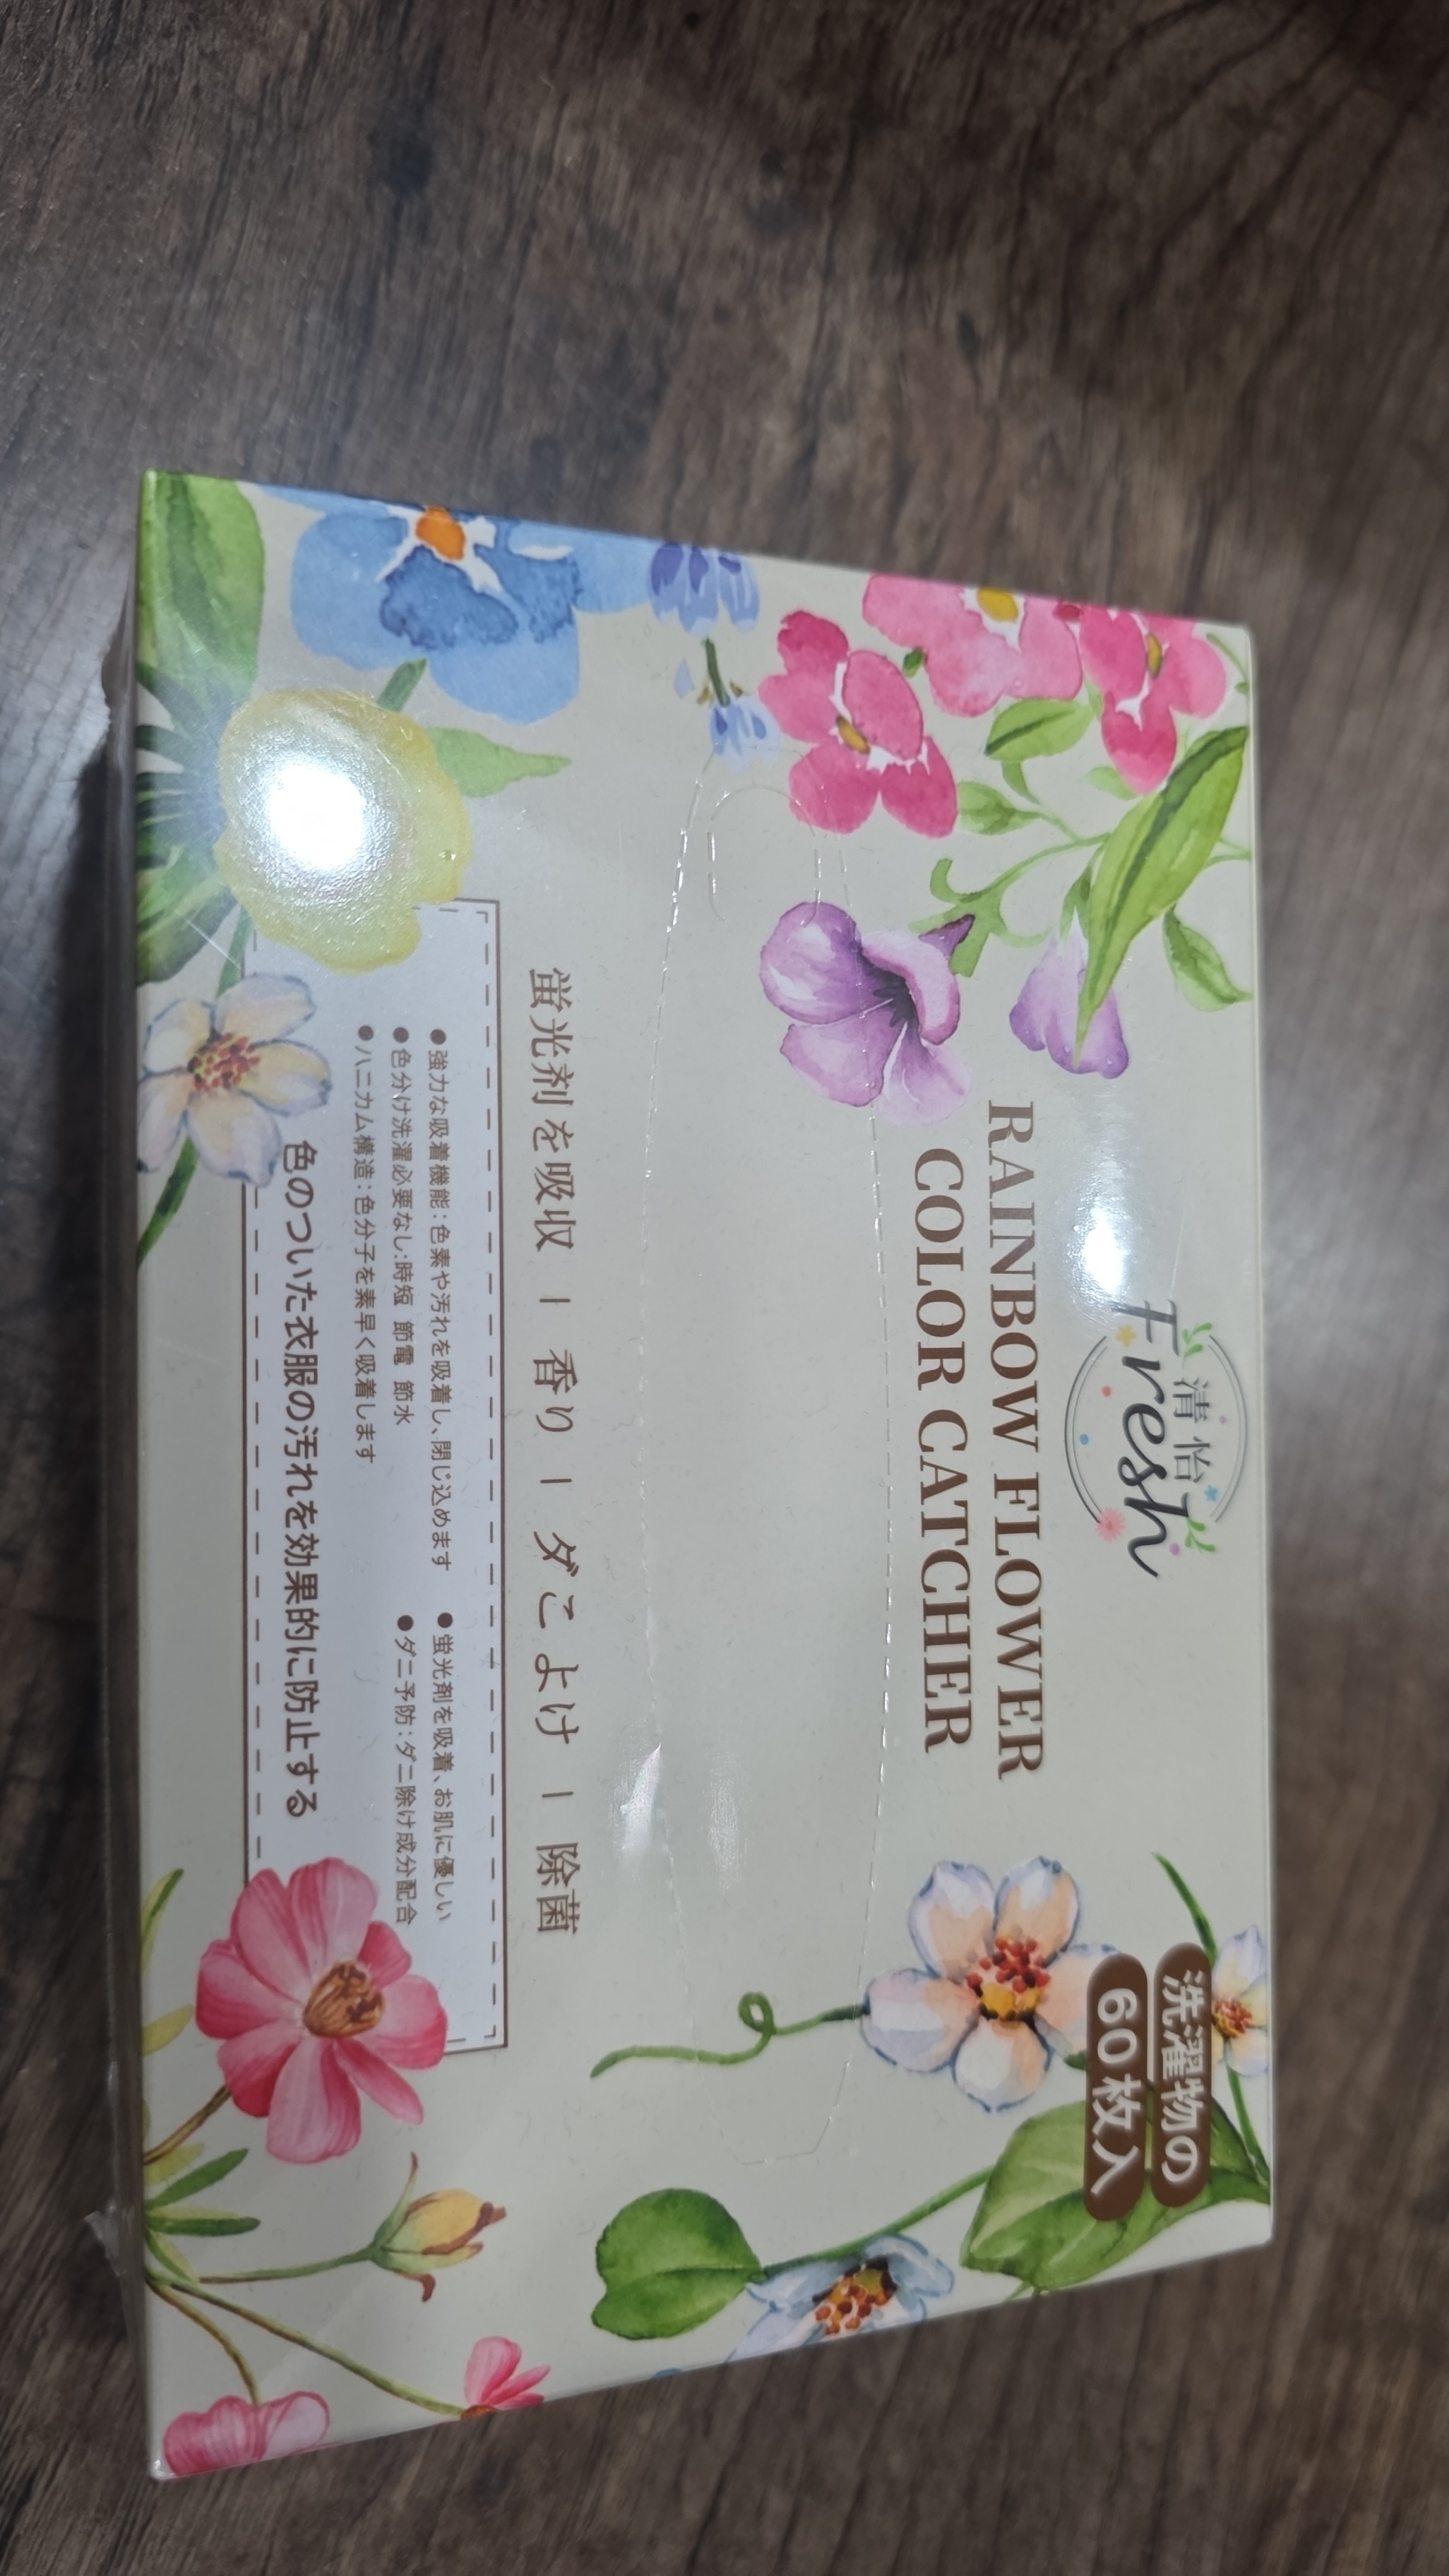 清怡
Fresh
RAINBOW FLOWER
COLOR CATCHER
洗濯物の
60枚入
蛍光剤を吸収 | 香り | ダこよけ | 除菌
●強力な吸着機能:色素や汚れを吸着し、閉じ込めます
●色分け洗濯必要なし:時短 節電 節水
●ハニカム構造:色分子を素早く吸着します
●蛍光剤を吸着、お肌に優しい
●ダニ予防:ダニ除け成分配合
色のついた衣服の汚れを効果的に防止する